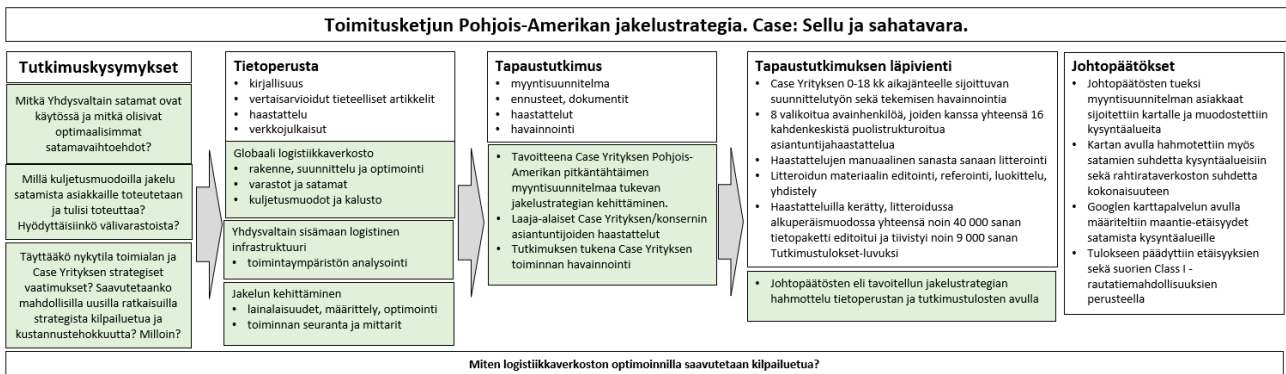 Toimitusketjun Pohjois-Amerikan jakelustrategia. Case: Sellu ja sahatavara.
Tutkimuskysymykset
Mitkä Yhdysvaltain satamat ovat
käytössä ja mitkä olisivat
optimaalisimmat
satamavaihtoehdot?
Millä kuljetusmuodoilla jakelu
satamista asiakkaille toteutetaan
ja tulisi toteuttaa?
Hyödyttäisiinkö välivarastoista?
Täyttääkö nykytila toimialan ja
Case Yrityksen strategiset
vaatimukset? Saavutetaanko
mahdollisilla uusilla ratkaisuilla
strategista kilpailuetua ja
kustannustehokkuutta? Milloin?
Tietoperusta
• kirjallisuus
• vertaisarvioidut tieteelliset artikkelit
• haastattelu
• verkkojulkaisut
Globaali logistiikkaverkosto
• rakenne, suunnittelu ja optimointi
• varastot ja satamat
• kuljetusmuodot ja kalusto
Yhdysvaltain sisämaan logistinen
infrastruktuuri
• toimintaympäristön analysointi
Jakelun kehittäminen
• lainalaisuudet, määrittely, optimointi
• toiminnan seuranta ja mittarit
Tapaustutkimus
• myyntisuunnitelma
• ennusteet, dokumentit
• haastattelut
• havainnointi
• Tavoitteena Case Yrityksen Pohjois-
Amerikan pitkäntähtäimen
myyntisuunnitelmaa tukevan
jakelustrategian kehittäminen.
• Laaja-alaiset Case Yrityksen/konsernin
asiantuntijoiden haastattelut
• Tutkimuksen tukena Case Yrityksen
toiminnan havainnointi
Tapaustutkimuksen läpivienti
• Case Yrityksen 0-18 kk aikajänteelle sijoittuvan
suunnittelutyön sekä tekemisen havainnointia
• 8 valikoitua avainhenkilöä, joiden kanssa yhteensä 16
kahdenkeskistä puolistrukturoitua
asiantuntijahaastattelua
• Haastattelujen manuaalinen sanasta sanaan litterointi
• Litteroidun materiaalin editointi, referointi, luokittelu,
yhdistely
• Haastatteluilla kerätty, litteroidussa
alkuperäismuodossa yhteensä noin 40 000 sanan
tietopaketti editoitui ja tiivistyi noin 9 000 sanan
Tutkimustulokset-luvuksi
• Johtopäätösten eli tavoitellun jakelustrategian
hahmottelu tietoperustan ja tutkimustulosten avulla
Johtopäätökset
• Johtopäätösten tueksi
myyntisuunnitelman asiakkaat
sijoitettiin kartalle ja muodostettiin
kysyntäalueita
• Kartan avulla hahmotettiin myös
satamien suhdetta kysyntäalueisiin
sekä rahtirataverkoston suhdetta
kokonaisuuteen
• Googlen karttapalvelun avulla
määriteltiin maantie-etäisyydet
satamista kysyntäalueille
• Tulokseen päädyttiin etäisyyksien
sekä suorien Class I -
rautatiemahdollisuuksien
perusteella
Miten logistiikkaverkoston optimoinnilla saavutetaan kilpailuetua?